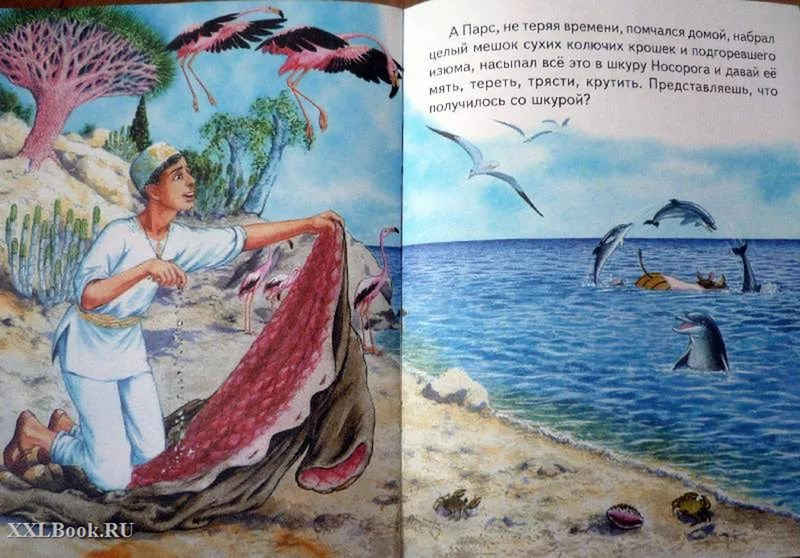 А Парс, не теряя времени, помчался домой, набрал
целый мешок сухих колючих крошек и подгоревшего
изюма, насыпал всё это в шкуру Носорога и давай её
мять, тереть, трясти, крутить. Представляешь, что
получилось со шкурой?
XXLBook.RU